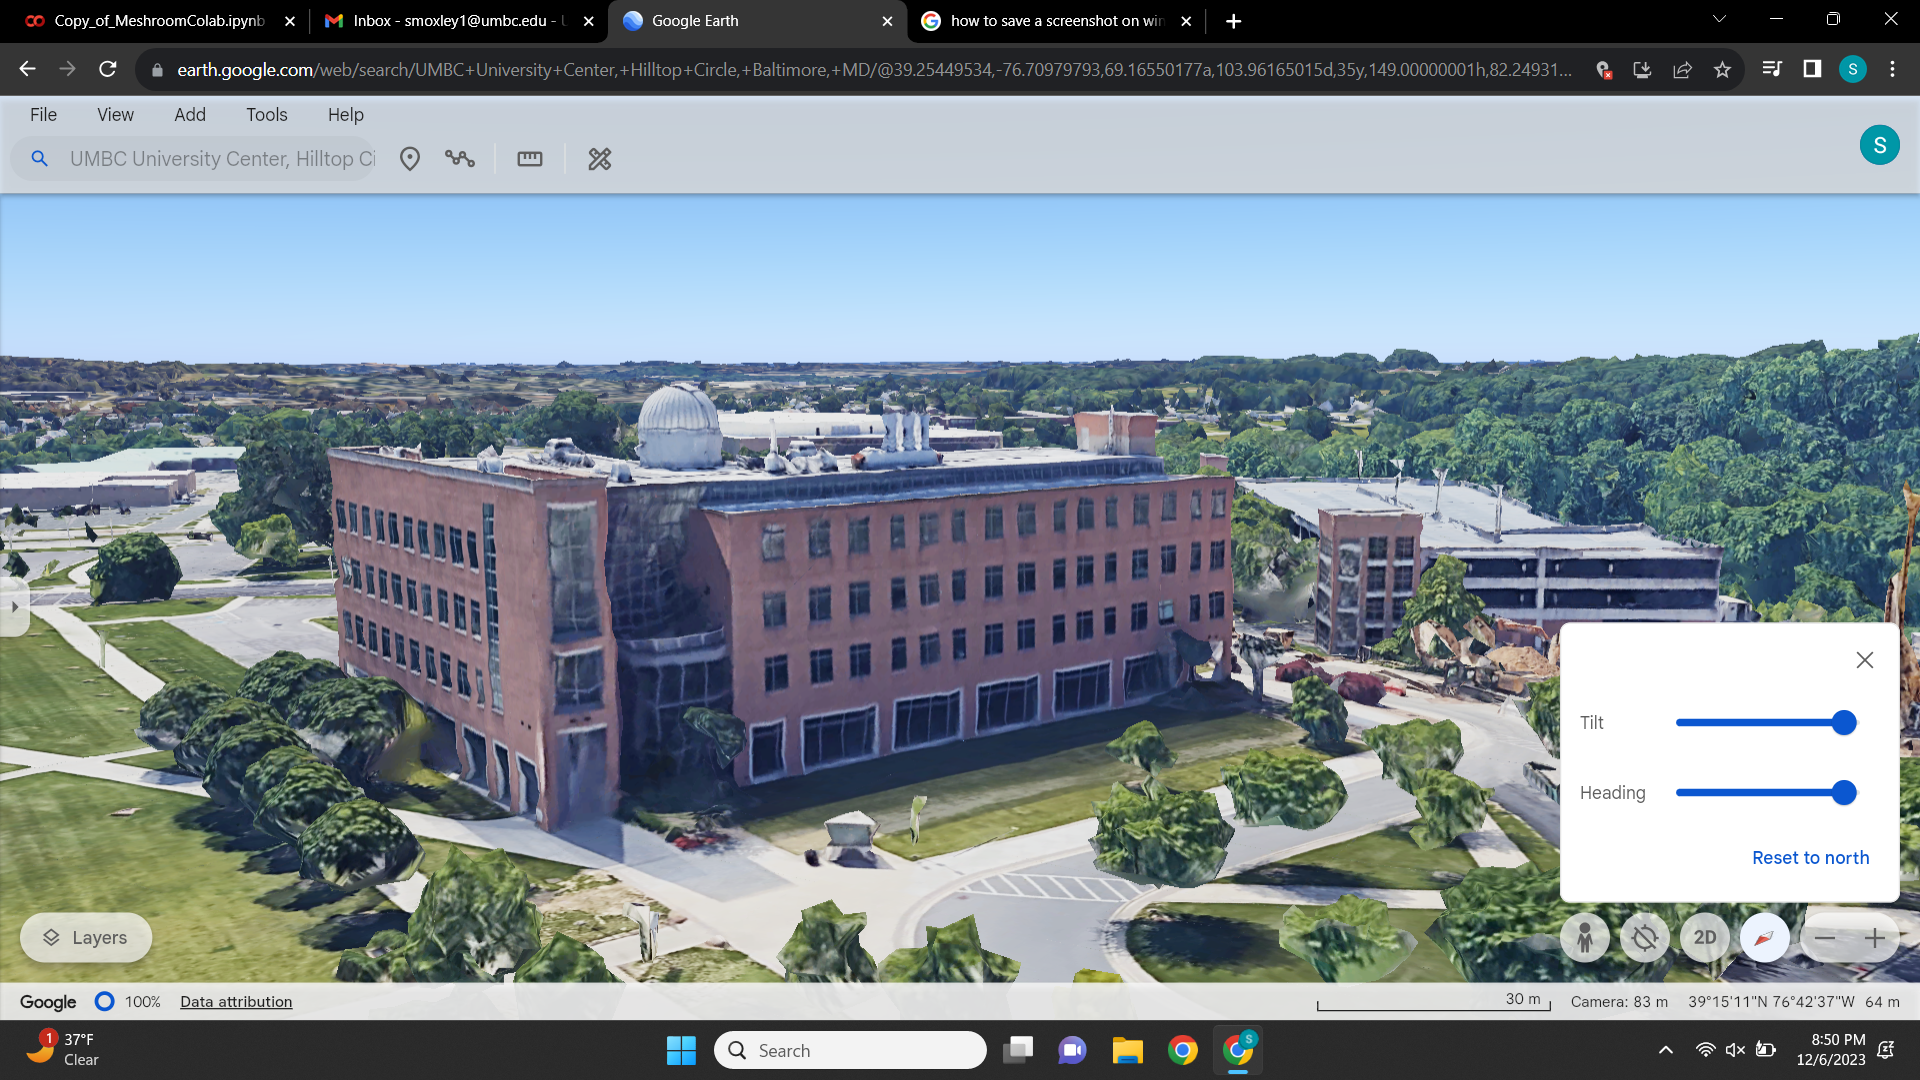 Copy_of_MeshroomColab.ipynb
Inbox - smoxley1@umbc.edu - U
Google Earth
how to save a screenshot on win
earth.google.com/web/search/UMBC+University+Center,+Hilltop+Circle,+Baltimore,+MD/@39.25449534,-76.70979793,69.16550177a,103.96165015d,35y,149.00000001h,82.24931...
S
File View Add Tools Help
UMBC University Center, Hilltop Ci
S
Tilt
Heading
Reset to north
Layers
2D
Google 100% Data attribution
30 m Camera: 83 m 39°15'11"N 76°42'37"W 64 m
1
37°F
Clear
Search
S
8:50 PM
12/6/2023